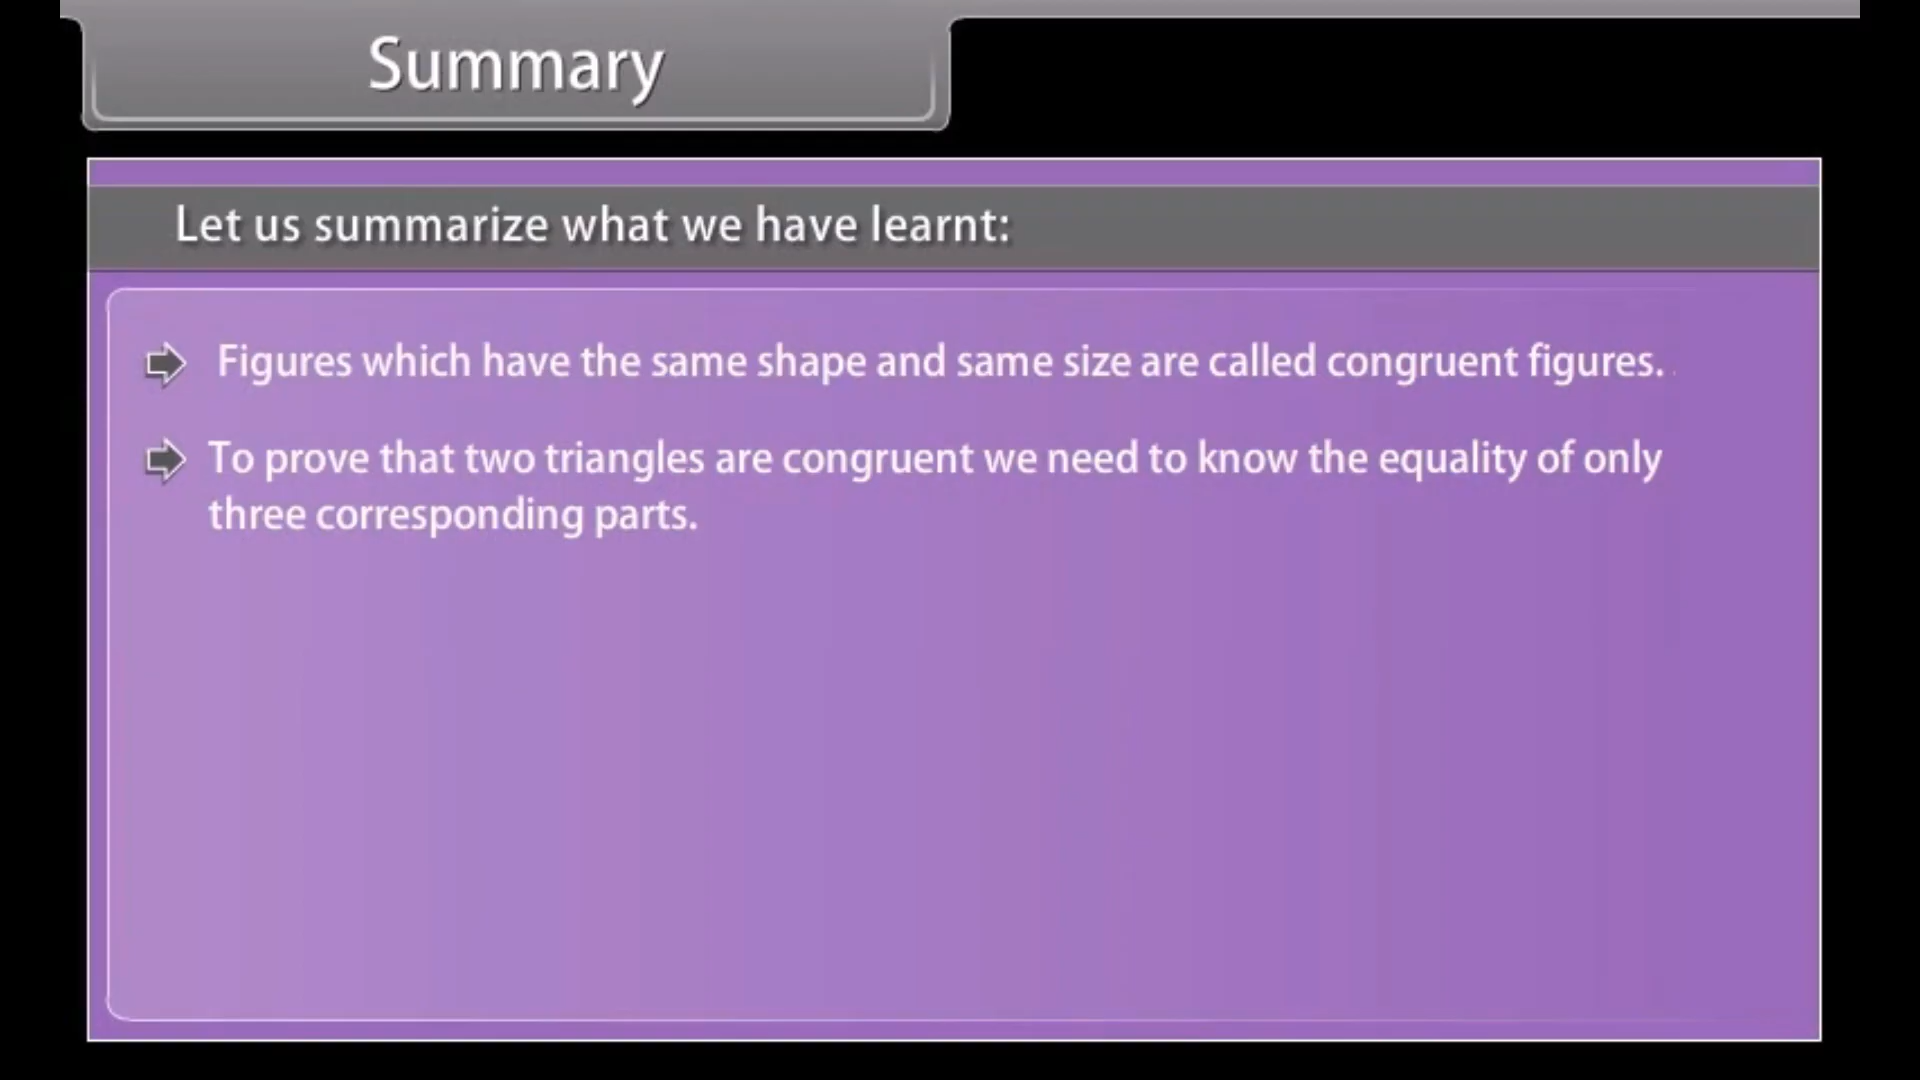 Summary
Let us summarize what we have learnt:
Figures which have the same shape and same size are called congruent figures.
To prove that two triangles are congruent we need to know the equality of only
three corresponding parts.